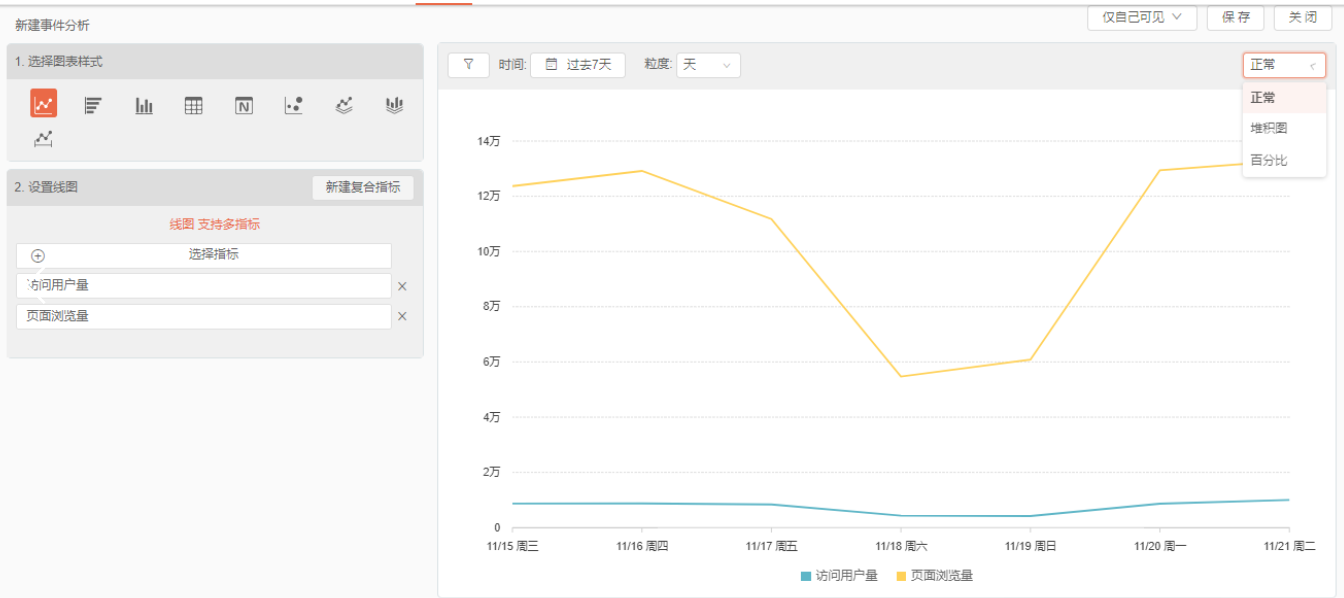 新建事件分析
仅自己可见 保存 关闭
1. 选择图表样式
时间: 过去7天 粒度: 天
正常
正常
堆积图
百分比
N
2. 设置线图 新建复合指标
线图 支持多指标
选择指标
访问用户量
页面浏览量
14万
12万
10万
8万
6万
4万
2万
0
11/15 周三 11/16 周四 11/17 周五 11/18 周六 11/19 周日 11/20 周一 11/21 周二
访问用户量 页面浏览量